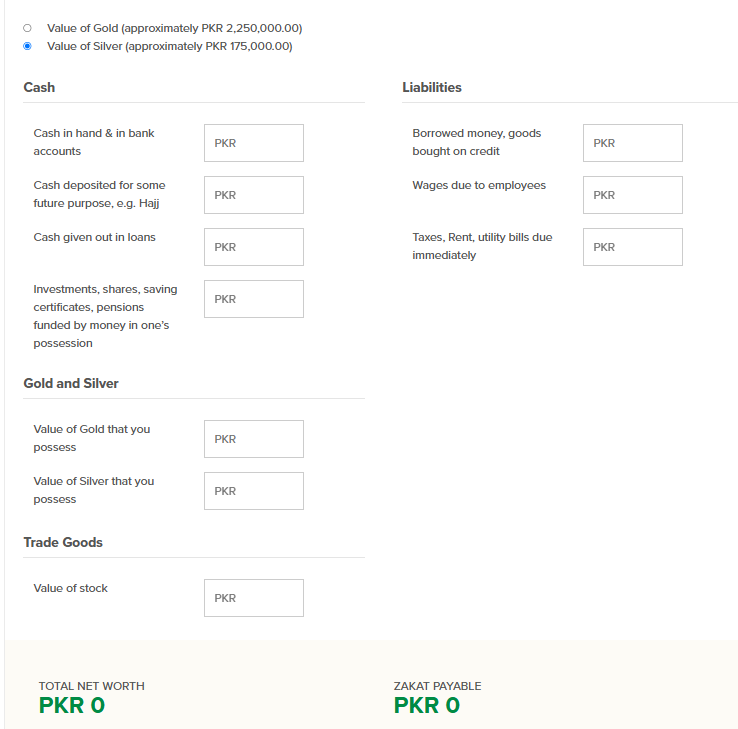 Value of Gold (approximately PKR 2,250,000.00)
Value of Silver (approximately PKR 175,000.00)
Cash
Cash in hand & in bank
accounts
PKR
Cash deposited for some
future purpose, e.g. Hajj
PKR
Cash given out in loans
PKR
Investments, shares, saving
certificates, pensions
funded by money in one's
possession
PKR
Liabilities
Borrowed money, goods
bought on credit
PKR
Wages due to employees
PKR
Taxes, Rent, utility bills due
immediately
PKR
Gold and Silver
Value of Gold that you
possess
PKR
Value of Silver that you
possess
PKR
Trade Goods
Value of stock
PKR
TOTAL NET WORTH
PKR 0
ZAKAT PAYABLE
PKR 0